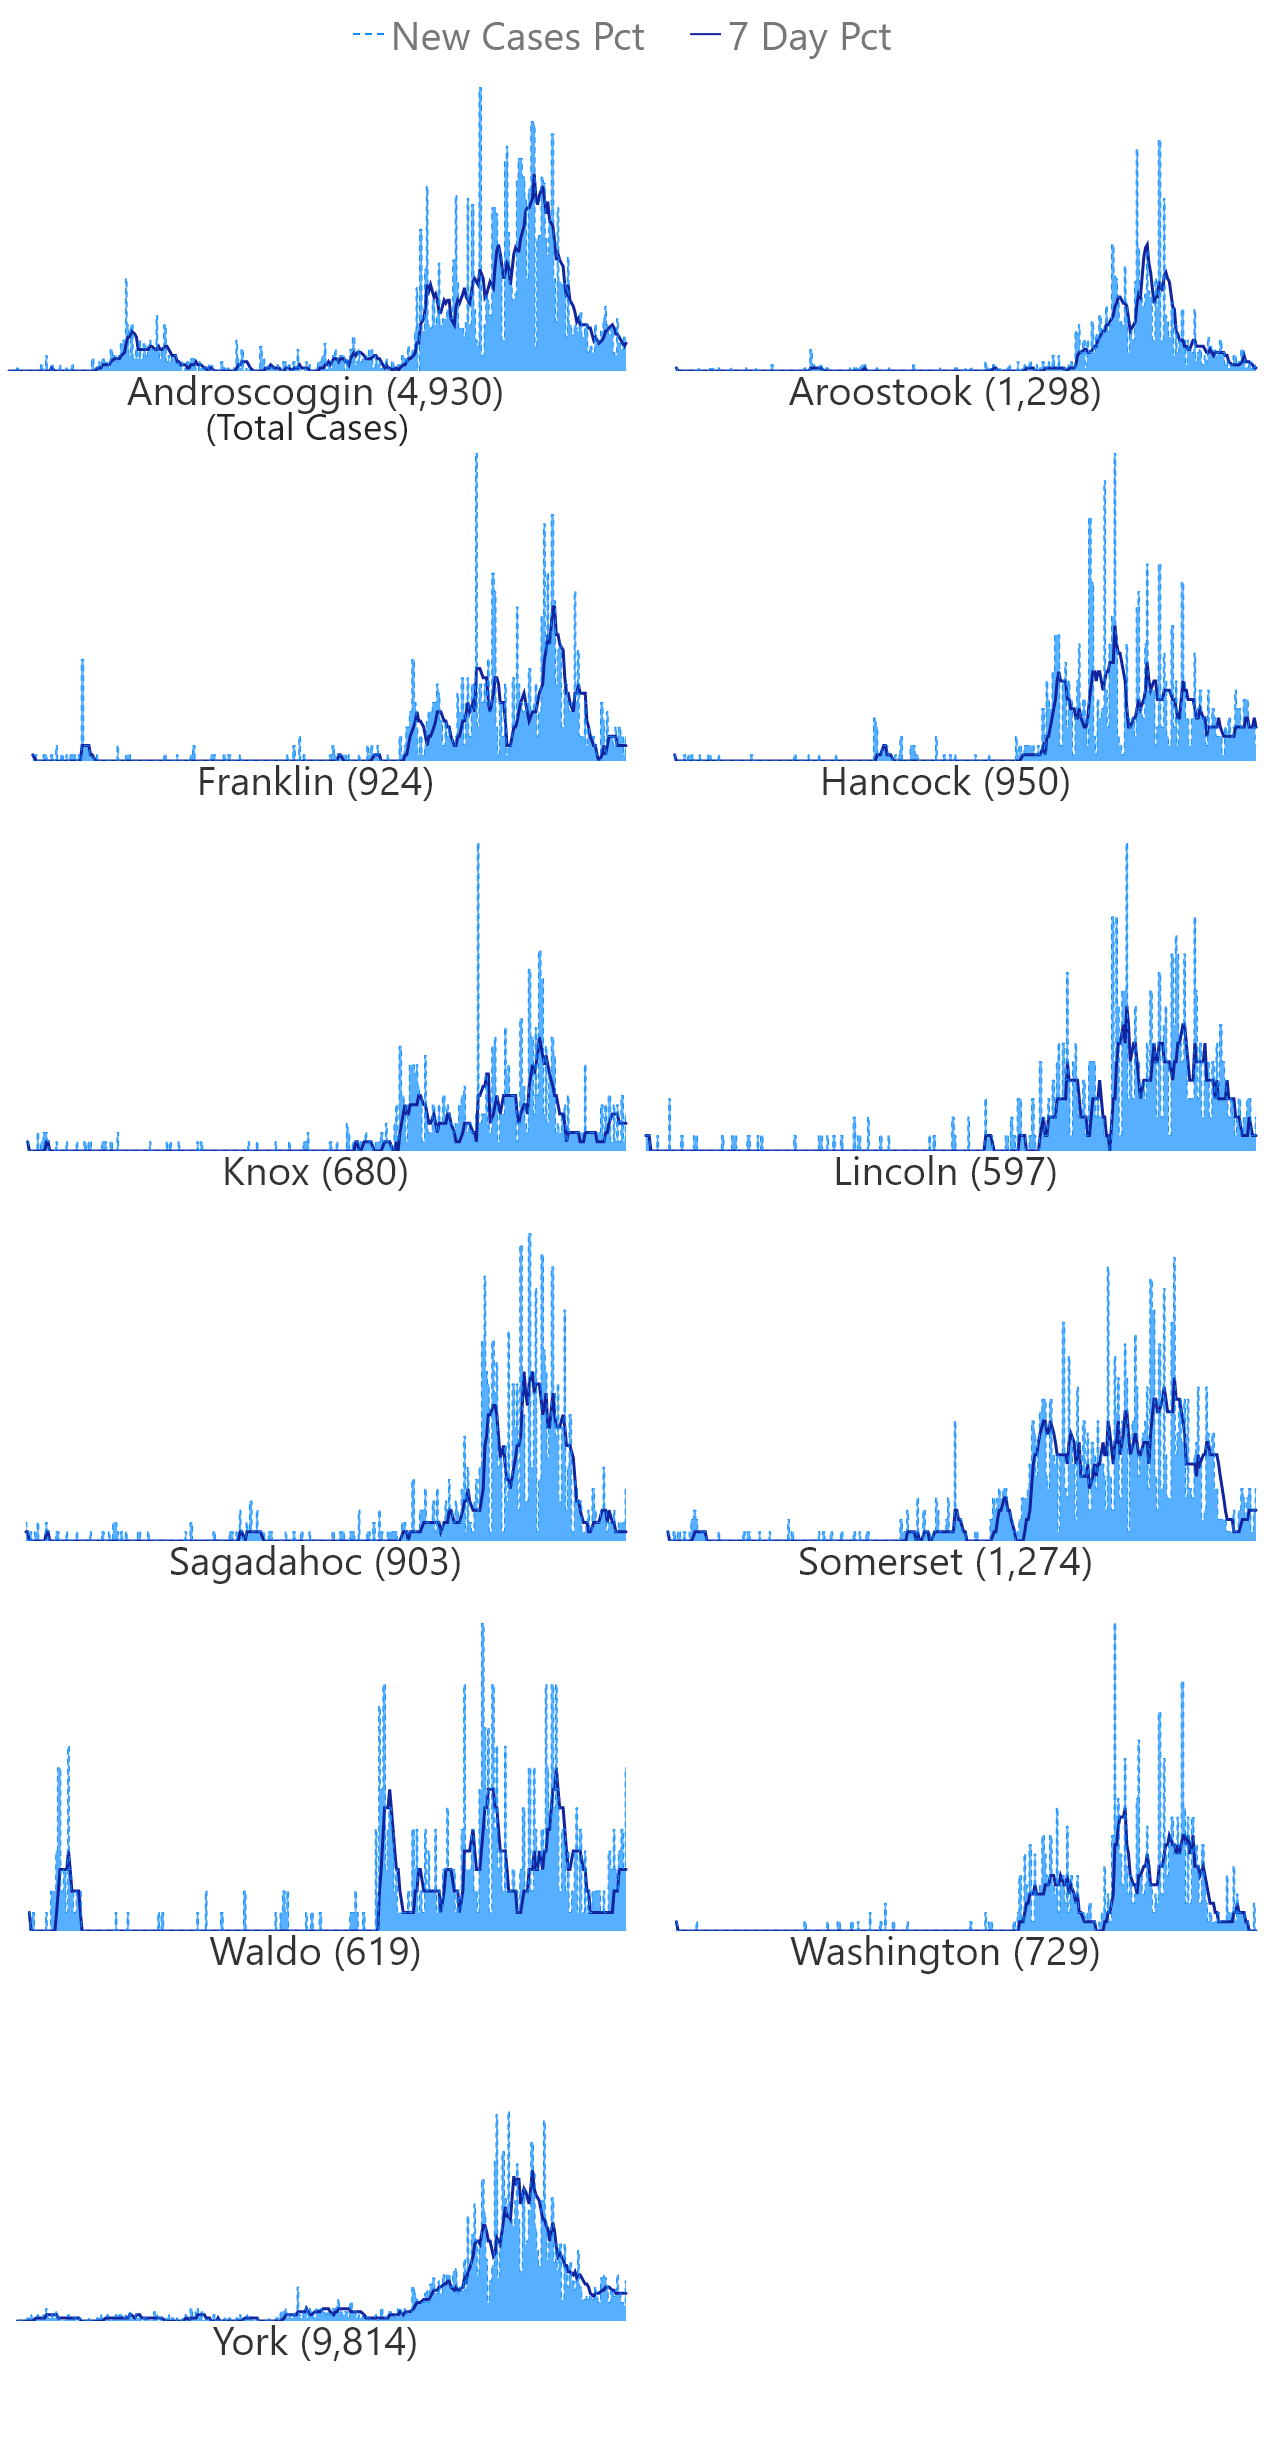 New Cases Pct 7 Day Pct
Androscoggin (4,930) Aroostook (1,298)
(Total Cases)
Franklin (924) Hancock (950)
Knox (680) Lincoln (597)
Sagadahoc (903) Somerset (1,274)
Waldo (619) Washington (729)
York (9,814)